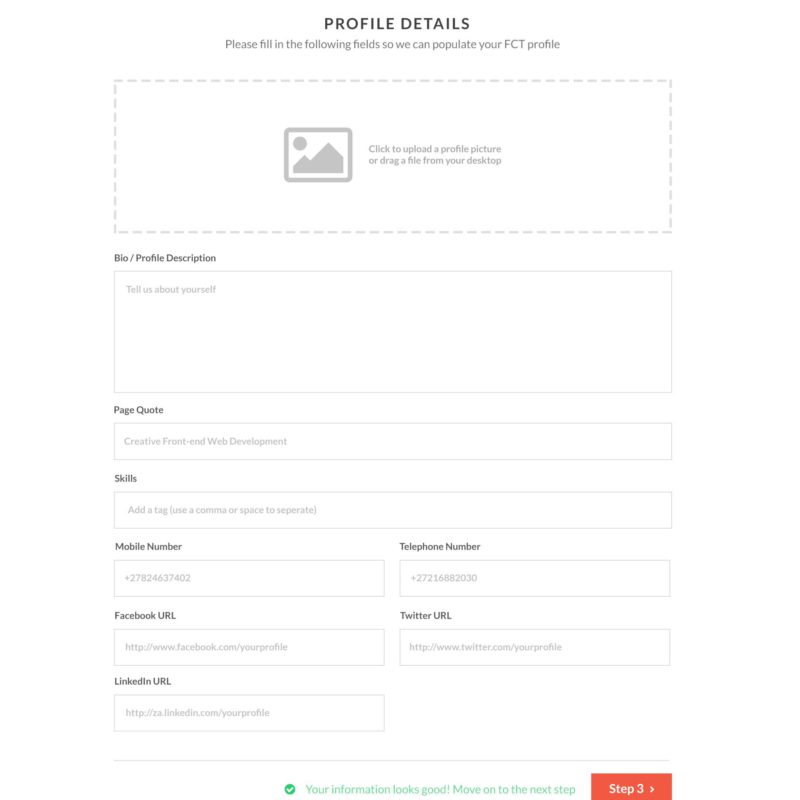 PROFILE DETAILS
Please fill in the following fields so we can populate your FCT profile
Click to upload a profile picture
or drag a file from your desktop
Bio / Profile Description
Tell us about yourself
Page Quote
Creative Front-end Web Development
Skills
Add a tag (use a comma or space to seperate)
Mobile Number
Telephone Number
+27824637402
+27216882030
Facebook URL
Twitter URL
http://www.facebook.com/yourprofile
http://www.twitter.com/yourprofile
LinkedIn URL
http://za.linkedin.com/yourprofile
Your information looks good! Move on to the next step
Step 3 ›